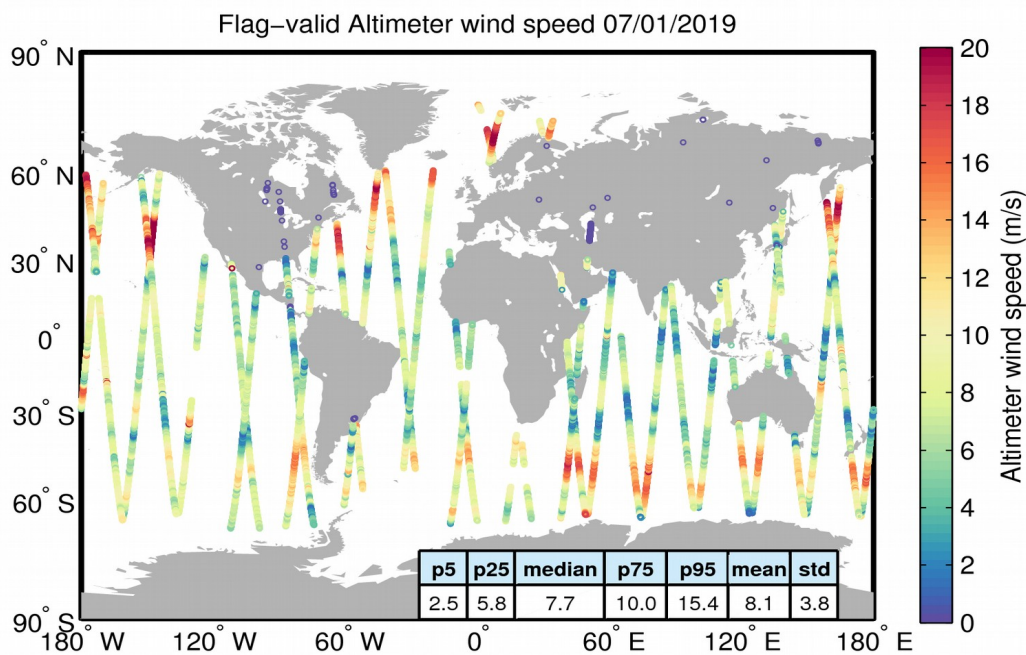 Flag−valid Altimeter wind speed 07/01/2019
90° N
60° N
30° N
0°
30° S
60° S
90° S
180° W
120° W
60° W
0°
60° E
120° E
180° E
p5 p25 median p75 p95 mean std
2.5 5.8 7.7 10.0 15.4 8.1 3.8
20
18
16
14
12
10
8
6
4
2
0
Altimeter wind speed (m/s)